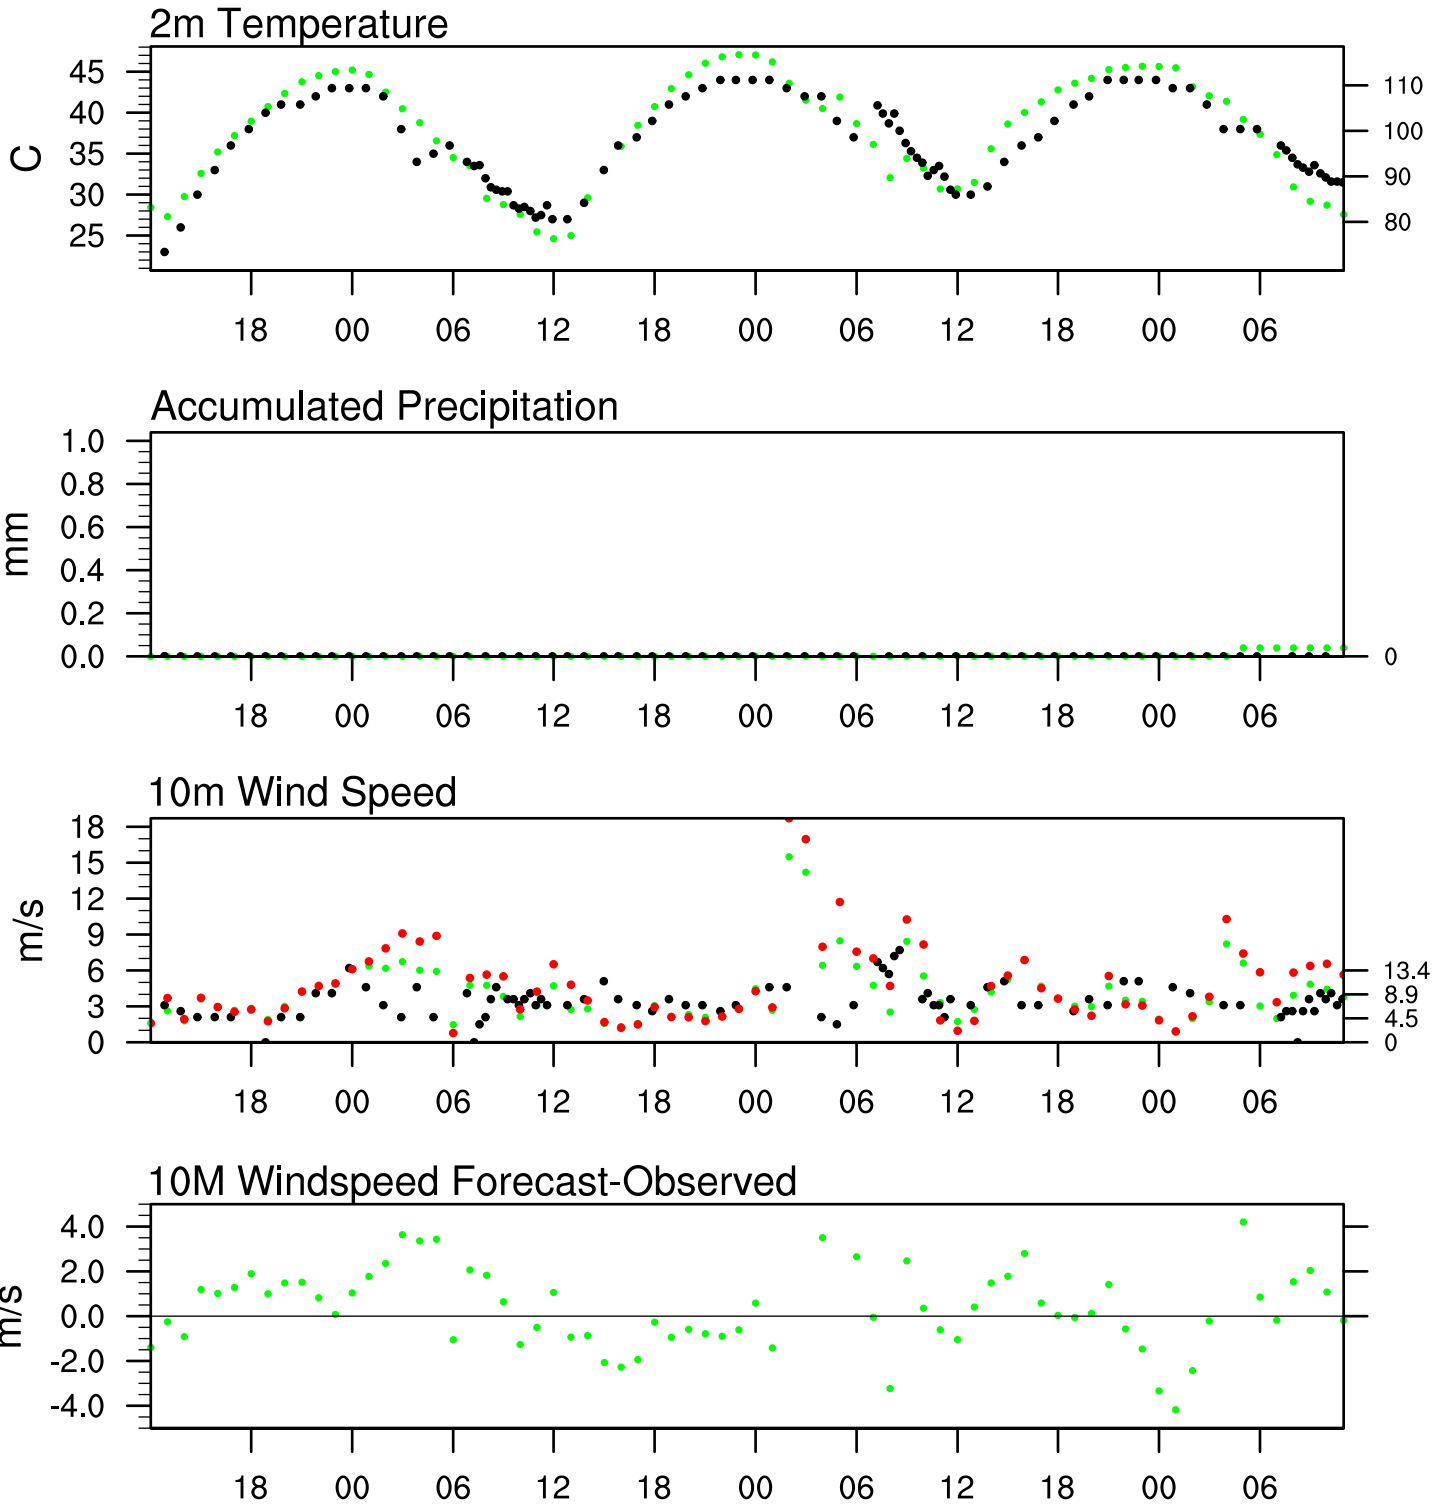 2m Temperature
45
40
35
30
25
C
110
100
90
80
18 00 06 12 18 00 06 12 18 00 06
Accumulated Precipitation
1.0
0.8
0.6
0.4
0.2
0.0
mm
0
18 00 06 12 18 00 06 12 18 00 06
10m Wind Speed
18
15
12
9
6
3
0
m/s
13.4
8.9
4.5
0
18 00 06 12 18 00 06 12 18 00 06
10M Windspeed Forecast-Observed
4.0
2.0
0.0
-2.0
-4.0
m/s
18 00 06 12 18 00 06 12 18 00 06